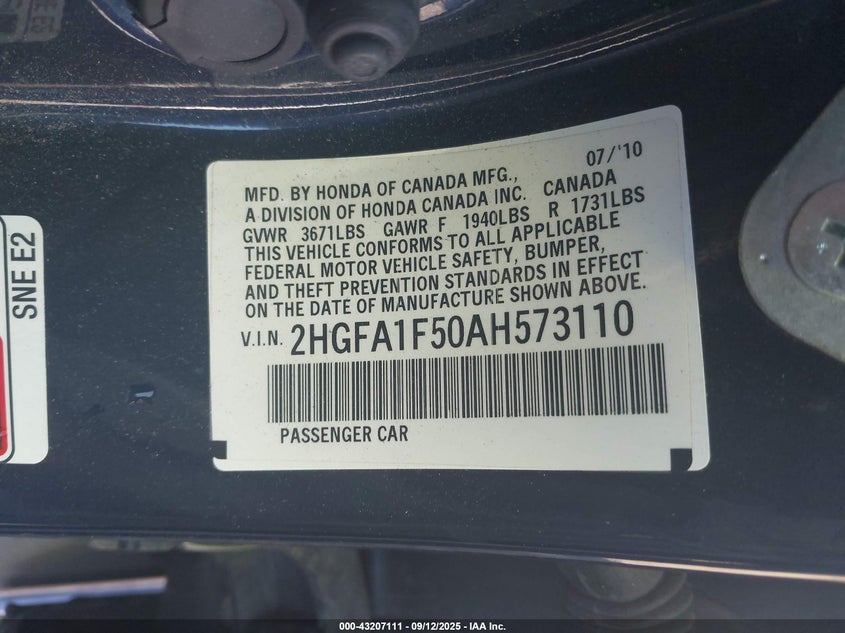 07/'10
MFD. BY HONDA OF CANADA MFG.,
A DIVISION OF HONDA CANADA INC. CANADA
GVWR 3671LBS GAWR F 1940LBS R 1731LBS
THIS VEHICLE CONFORMS TO ALL APPLICABLE
FEDERAL MOTOR VEHICLE SAFETY, BUMPER,
AND THEFT PREVENTION STANDARDS IN EFFECT
ON THE DATE OF MANUFACTURE SHOWN ABOVE.
V.I.N. 2HGFA1F50AH573110
PASSENGER CAR
SNE E2
000-43207111 - 09/12/2025 - IAA Inc.